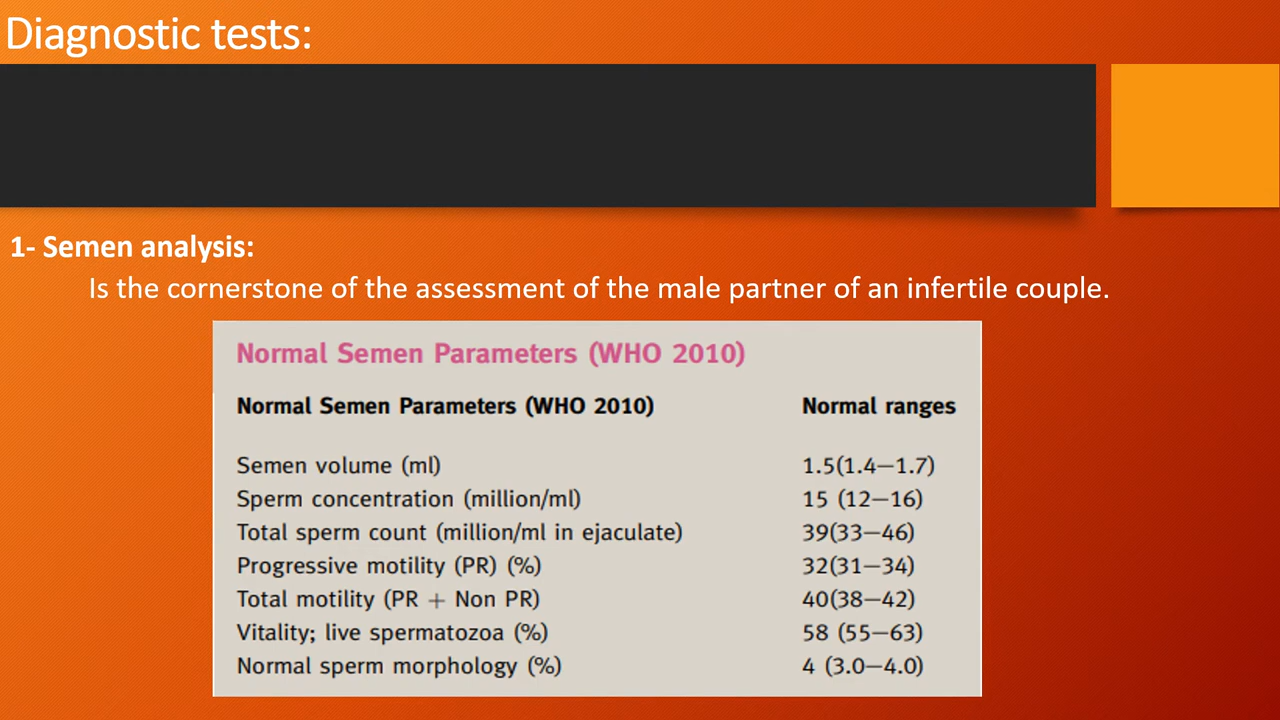 Diagnostic tests:
1- Semen analysis:
Is the cornerstone of the assessment of the male partner of an infertile couple.
Normal Semen Parameters (WHO 2010)
Normal Semen Parameters (WHO 2010) Normal ranges
Semen volume (ml) 1.5(1.4—1.7)
Sperm concentration (million/ml) 15 (12—16)
Total sperm count (million/ml in ejaculate) 39(33—46)
Progressive motility (PR) (%) 32(31—34)
Total motility (PR + Non PR) 40(38—42)
Vitality; live spermatozoa (%) 58 (55—63)
Normal sperm morphology (%) 4 (3.0—4.0)